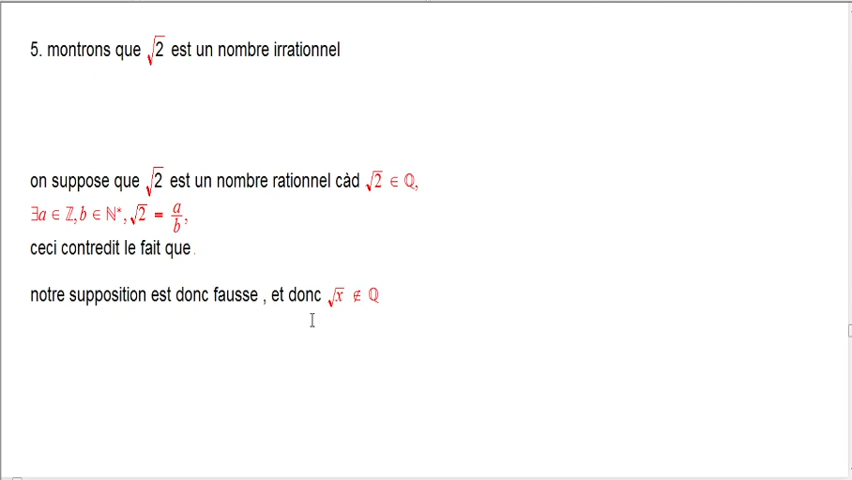 5. montrons que √2 est un nombre irrationnel
on suppose que √2 est un nombre rationnel càd √2 ∈ ℚ,
∃a ∈ ℤ, b ∈ ℕ*, √2 = a/b,
ceci contredit le fait que
notre supposition est donc fausse , et donc √x ∉ ℚ